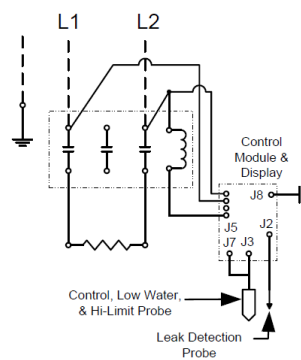 L1 L2
Control
Module &
Display
J8
J5
J2
J7 J3
Control, Low Water,
& Hi-Limit Probe
Leak Detection
Probe